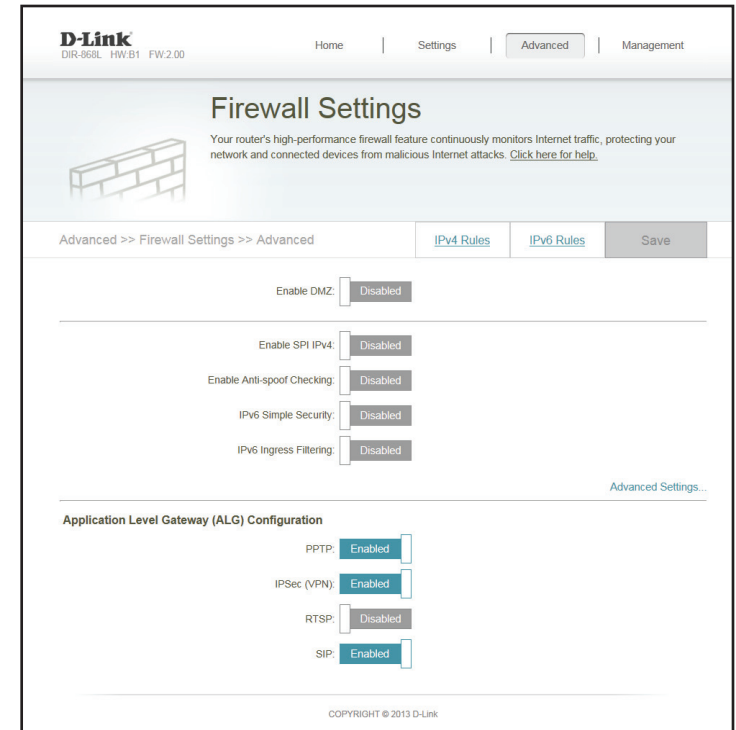 D-Link
DIR-868L HW:B1 FW:2.00
Home | Settings | Advanced | Management
Firewall Settings
Your router's high-performance firewall feature continuously monitors Internet traffic, protecting your
network and connected devices from malicious Internet attacks. Click here for help.
Advanced >> Firewall Settings >> Advanced IPv4 Rules IPv6 Rules Save
Enable DMZ: Disabled
Enable SPI IPv4: Disabled
Enable Anti-spoof Checking: Disabled
IPv6 Simple Security: Disabled
IPv6 Ingress Filtering: Disabled
Advanced Settings...
Application Level Gateway (ALG) Configuration
PPTP: Enabled
IPSec (VPN): Enabled
RTSP: Disabled
SIP: Enabled
COPYRIGHT © 2013 D-Link